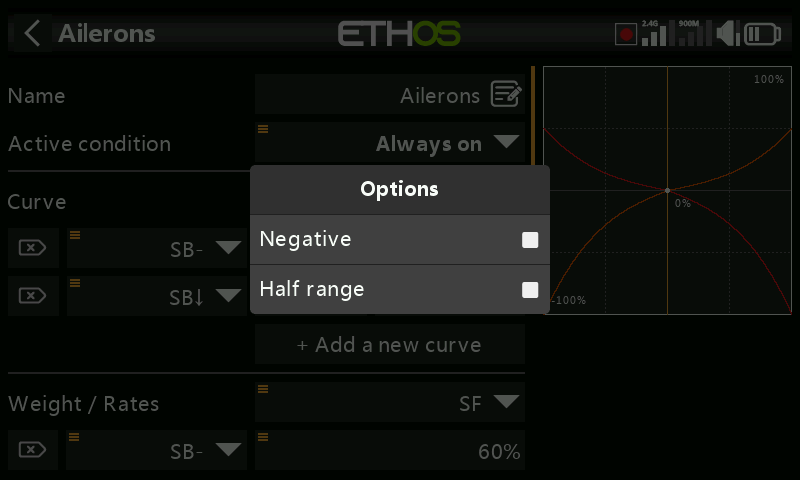 Ailerons
ETHOS
2.4G
900M
Name
Ailerons
100%
Active condition
Always on
Options
Curve
0%
SB-
Negative
SB↓
Half range
-100%
+ Add a new curve
Weight / Rates
SF
SB-
60%